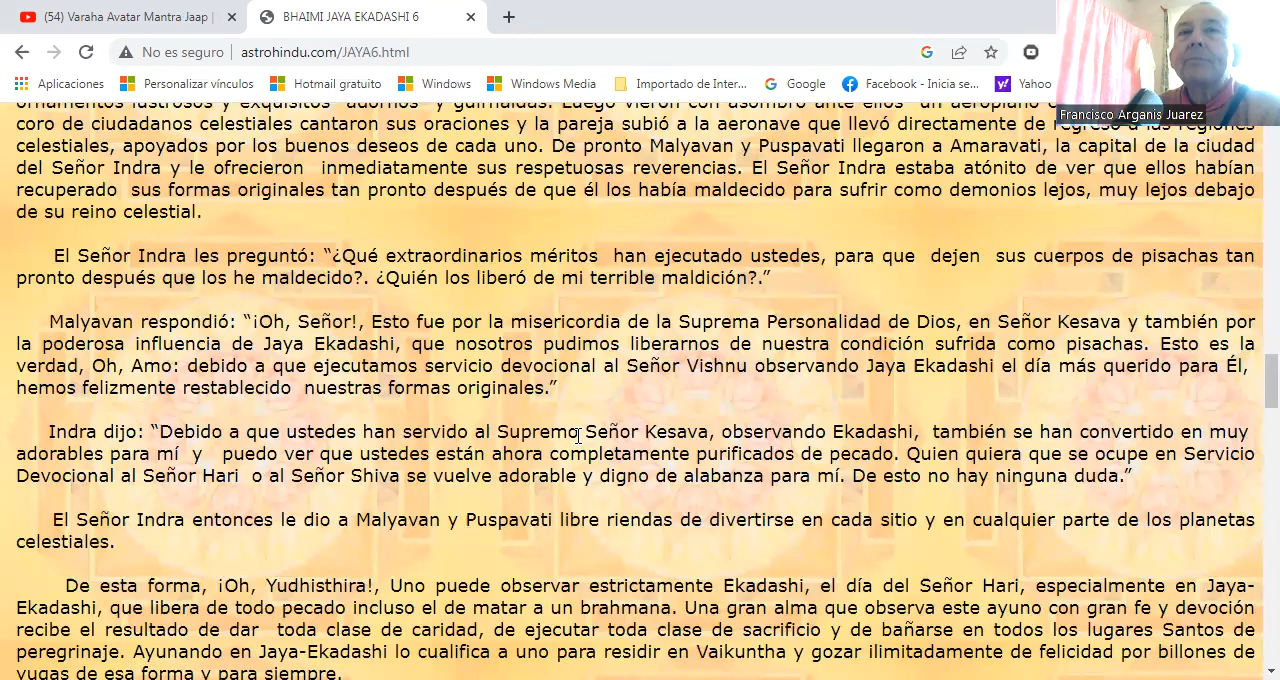 (54) Varaha Avatar Mantra Jaap |
BHAIMI JAYA EKADASHI 6
No es seguro | astrohindu.com/JAYA6.html
Aplicaciones Personalizar vínculos Hotmail gratuito Windows Windows Media Importado de Inter... Google Facebook - Inicia se... Yahoo
Francisco Arganis Juarez
ornamentos lustrosos y exquisitos adornos y guirnaldas. Luego vieron con asombro ante ellos un aeroplano
coro de ciudadanos celestiales cantaron sus oraciones y la pareja subió a la aeronave que llevó directamente de regreso a las regiones
celestiales, apoyados por los buenos deseos de cada uno. De pronto Malyavan y Puspavati llegaron a Amaravati, la capital de la ciudad
del Señor Indra y le ofrecieron inmediatamente sus respetuosas reverencias. El Señor Indra estaba atónito de ver que ellos habían
recuperado sus formas originales tan pronto después de que él los había maldecido para sufrir como demonios lejos, muy lejos debajo
de su reino celestial.
El Señor Indra les preguntó: “¿Qué extraordinarios méritos han ejecutado ustedes, para que dejen sus cuerpos de pisachas tan
pronto después que los he maldecido?. ¿Quién los liberó de mi terrible maldición?.”
Malyavan respondió: “¡Oh, Señor!, Esto fue por la misericordia de la Suprema Personalidad de Dios, en Señor Kesava y también por
la poderosa influencia de Jaya Ekadashi, que nosotros pudimos liberarnos de nuestra condición sufrida como pisachas. Esto es la
verdad, Oh, Amo: debido a que ejecutamos servicio devocional al Señor Vishnu observando Jaya Ekadashi el día más querido para Él,
hemos felizmente restablecido nuestras formas originales.”
Indra dijo: “Debido a que ustedes han servido al Supremo Señor Kesava, observando Ekadashi, también se han convertido en muy
adorables para mí y puedo ver que ustedes están ahora completamente purificados de pecado. Quien quiera que se ocupe en Servicio
Devocional al Señor Hari o al Señor Shiva se vuelve adorable y digno de alabanza para mí. De esto no hay ninguna duda.”
El Señor Indra entonces le dio a Malyavan y Puspavati libre riendas de divertirse en cada sitio y en cualquier parte de los planetas
celestiales.
De esta forma, ¡Oh, Yudhisthira!, Uno puede observar estrictamente Ekadashi, el día del Señor Hari, especialmente en Jaya-
Ekadashi, que libera de todo pecado incluso el de matar a un brahmana. Una gran alma que observa este ayuno con gran fe y devoción
recibe el resultado de dar toda clase de caridad, de ejecutar toda clase de sacrificio y de bañarse en todos los lugares Santos de
peregrinaje. Ayunando en Jaya-Ekadashi lo cualifica a uno para residir en Vaikuntha y gozar ilimitadamente de felicidad por billones de
yugas de esa forma y para siempre.